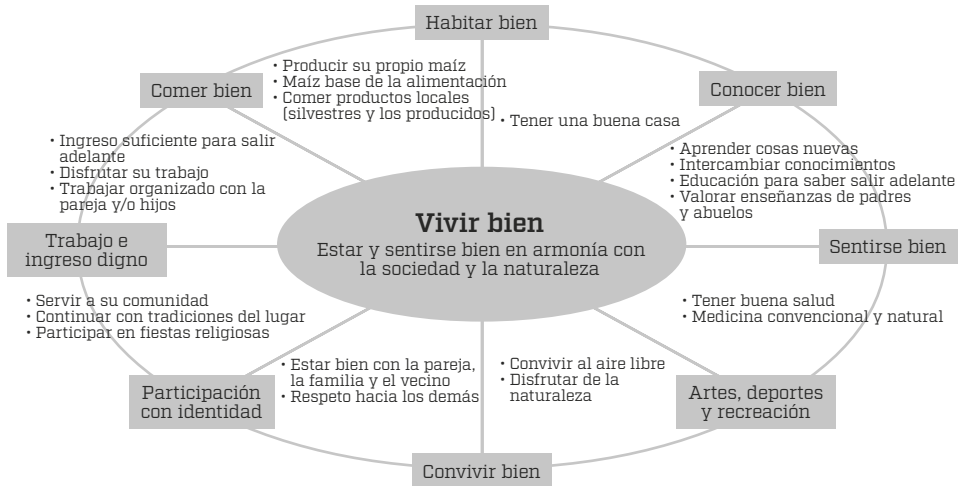 Habitar bien
• Producir su propio maíz
• Maíz base de la alimentación
• Comer productos locales
(silvestres y los producidos)
Comer bien
Conocer bien
• Tener una buena casa
• Ingreso suficiente para salir
adelante
• Disfrutar su trabajo
• Trabajar organizado con la
pareja y/o hijos
• Aprender cosas nuevas
• Intercambiar conocimientos
• Educación para saber salir adelante
• Valorar enseñanzas de padres
y abuelos
Vivir bien
Estar y sentirse bien en armonía con
la sociedad y la naturaleza
Trabajo e
ingreso digno
Sentirse bien
• Servir a su comunidad
• Continuar con tradiciones del lugar
• Participar en fiestas religiosas
• Tener buena salud
• Medicina convencional y natural
• Estar bien con la pareja,
la familia y el vecino
• Respeto hacia los demás
• Convivir al aire libre
• Disfrutar de la
naturaleza
Participación
con identidad
Artes, deportes
y recreación
Convivir bien